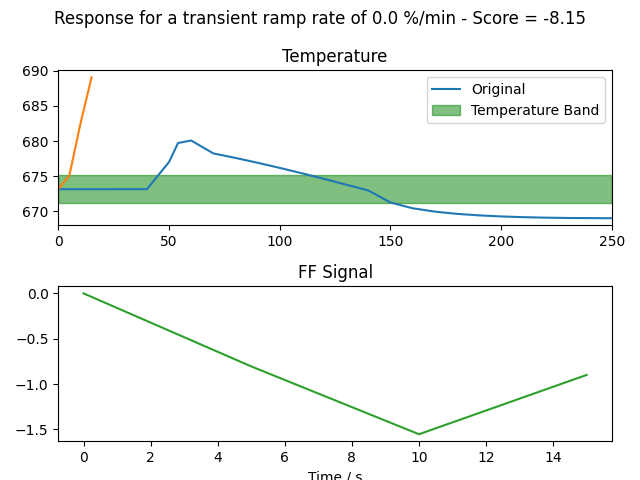 Response for a transient ramp rate of 0.0 %/min - Score = -8.15
Temperature
690
685
680
675
670
Original
Temperature Band
0 50 100 150 200 250
FF Signal
0.0
−0.5
−1.0
−1.5
0 2 4 6 8 10 12 14
Time / s